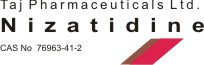 Taj Pharmaceuticals Ltd.
Nizatidine
CAS No 76963-41-2